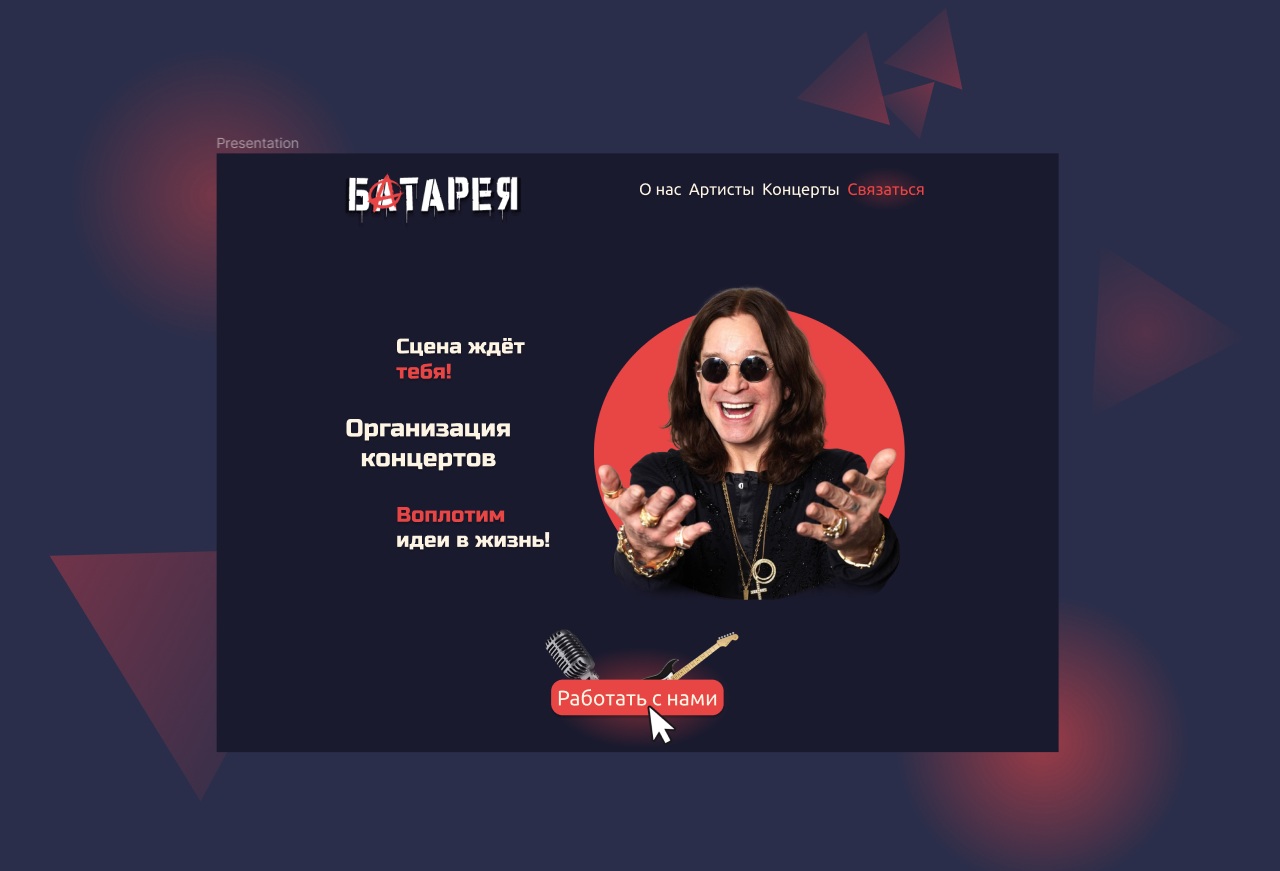 Presentation
БАТАРЕЯ
О нас Артисты Концерты Связаться
Сцена ждёт
тебя!
Организация
концертов
Воплотим
идеи в жизнь!
Работать с нами